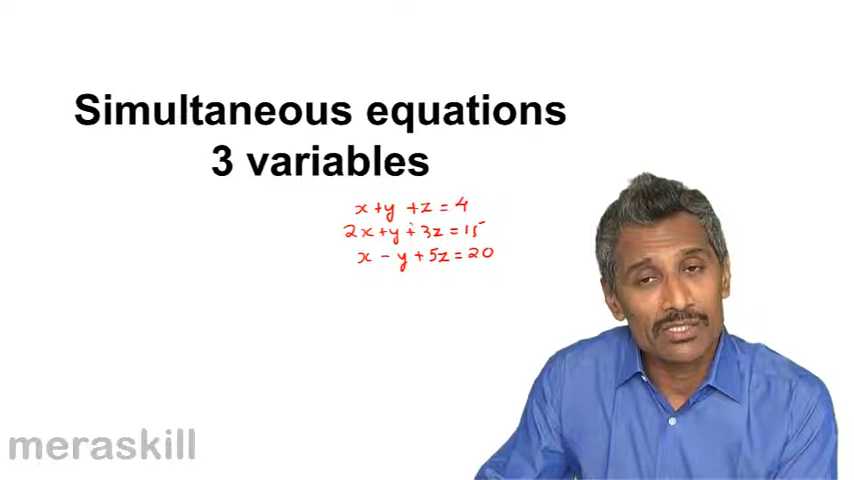 Simultaneous equations
3 variables
x+y+z=4
2x+y+3z=15
x-y+5z=20
meraskill